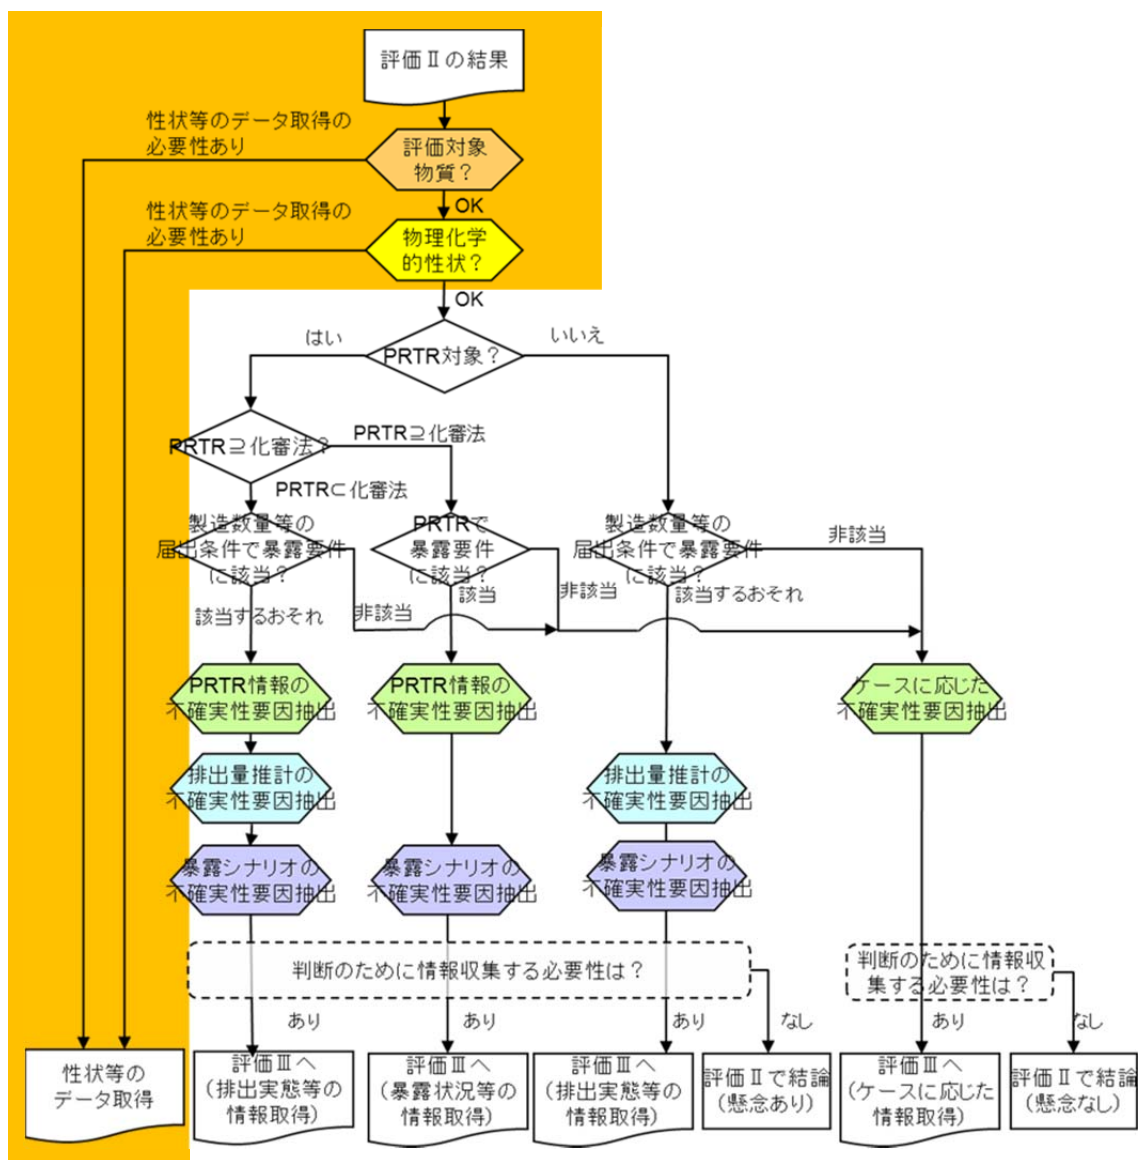 評価Ⅱの結果
性状等のデータ取得の
必要性あり
評価対象
物質？
OK
性状等のデータ取得の
必要性あり
物理化学
的性状？
OK
はい
いいえ
PRTR対象？
PRTR⊇化審法？
PRTR⊇化審法
PRTR⊂化審法
製造数量等の
届出条件で暴露要件
に該当？
PRTRで
暴露要件
に該当？
製造数量等の
届出条件で暴露要件
に該当？
非該当
該当するおそれ
非該当
該当
非該当
該当するおそれ
PRTR情報の
不確実性要因抽出
PRTR情報の
不確実性要因抽出
ケースに応じた
不確実性要因抽出
排出量推計の
不確実性要因抽出
排出量推計の
不確実性要因抽出
暴露シナリオの
不確実性要因抽出
暴露シナリオの
不確実性要因抽出
暴露シナリオの
不確実性要因抽出
判断のために情報収集する必要性は？
判断のために情報収
集する必要性は？
あり
あり
あり
なし
あり
なし
性状等の
データ取得
評価Ⅲへ
(排出実態等の
情報取得)
評価Ⅲへ
(暴露状況等の
情報取得)
評価Ⅲへ
(排出実態等の
情報取得)
評価Ⅱで結論
(懸念あり)
評価Ⅲへ
(ケースに応じた
情報取得)
評価Ⅱで結論
(懸念なし)